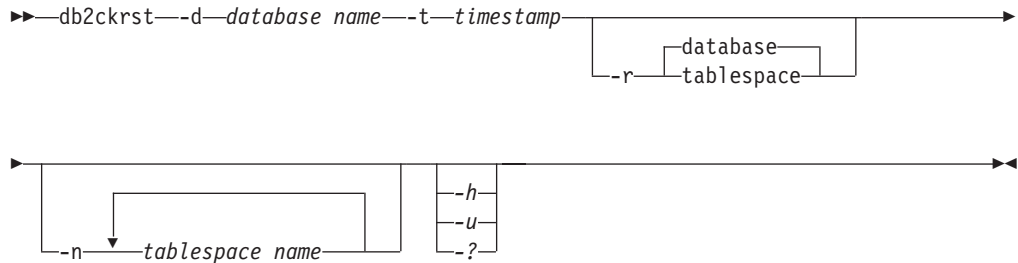 db2ckrst -d database name -t timestamp
database
-r tablespace
-n tablespace name
-h
-u
-?